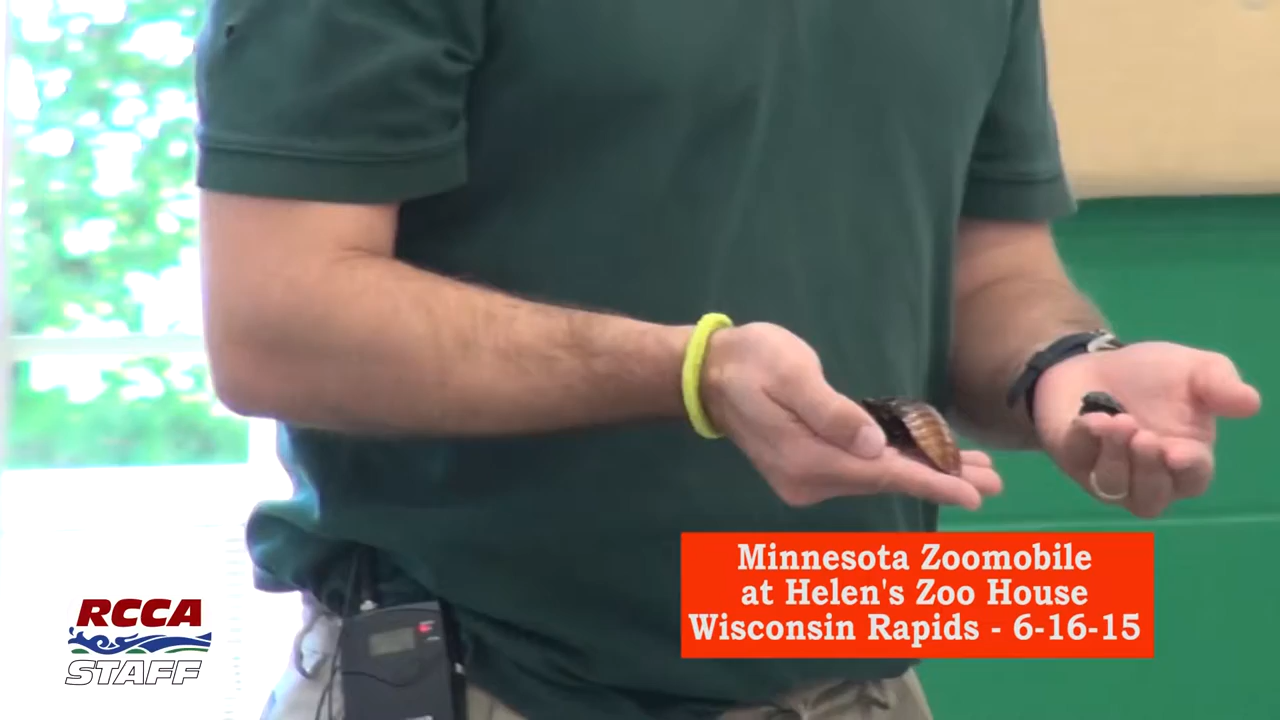 Minnesota Zoomobile
at Helen's Zoo House
Wisconsin Rapids - 6-16-15
RCCA
STAFF